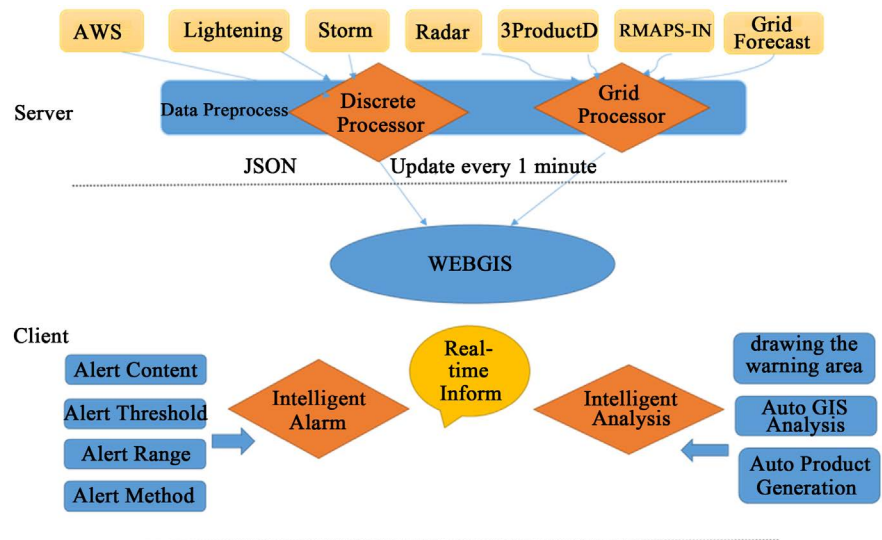 AWS
Lightening
Storm
Radar
3ProductD
RMAPS-IN
Grid
Forecast
Server
Data Preprocess
Discrete
Processor
Grid
Processor
JSON
Update every 1 minute
WEBGIS
Client
Alert Content
Alert Threshold
Alert Range
Alert Method
Intelligent
Alarm
Real-
time
Inform
Intelligent
Analysis
drawing the
warning area
Auto GIS
Analysis
Auto Product
Generation